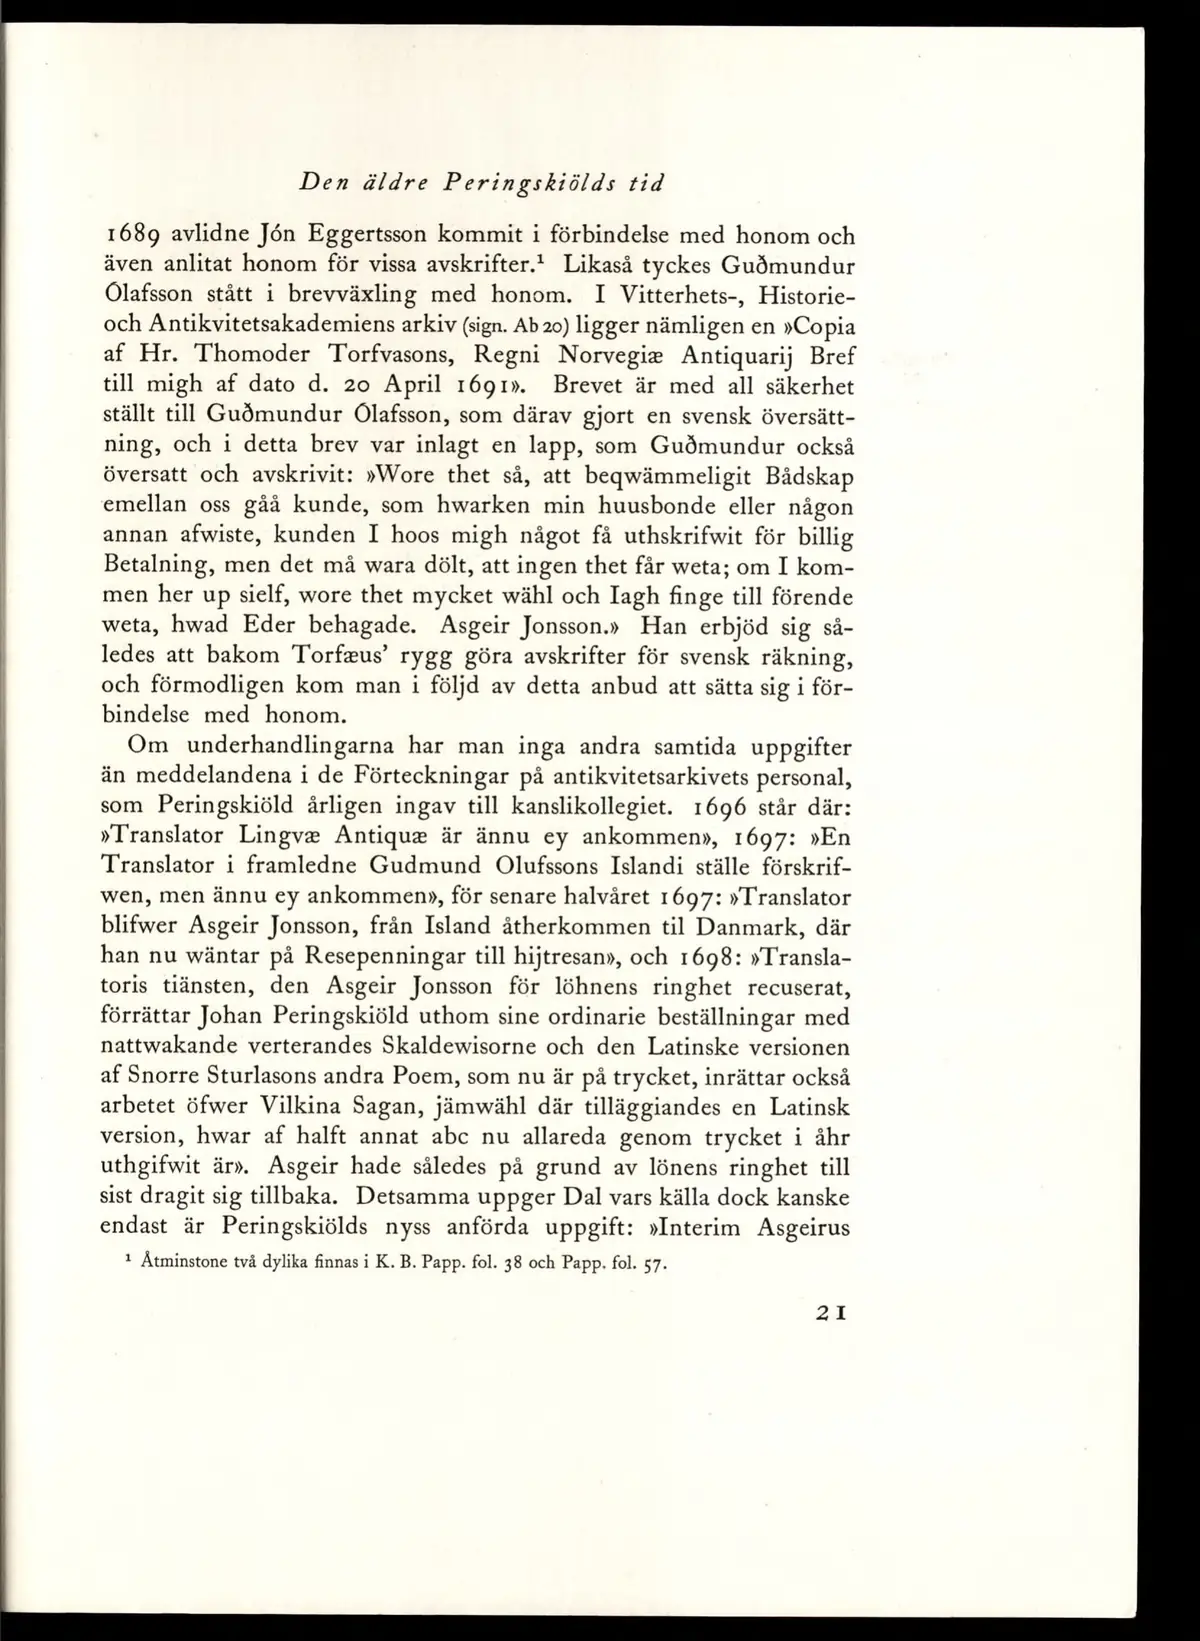 Den äldre Peringskiölds tid
1689 avlidne Jón Eggertsson kommit i förbindelse med honom och
även anlitat honom för vissa avskrifter.¹ Likaså tyckes Guðmundur
Ólafsson stått i brevväxling med honom. I Vitterhets-, Historie-
och Antikvitetsakademiens arkiv (sign. Ab 20) ligger nämligen en »Copia
af Hr. Thomoder Torfvasons, Regni Norvegiæ Antiquarij Bref
till migh af dato d. 20 April 1691». Brevet är med all säkerhet
ställt till Guðmundur Ólafsson, som därav gjort en svensk översätt-
ning, och i detta brev var inlagt en lapp, som Guðmundur också
översatt och avskrivit: »Wore thet så, att beqwämmeligit Bådskap
emellan oss gåå kunde, som hwarken min huusbonde eller någon
annan afwiste, kunden I hoos migh något få uthskrifwit för billig
Betalning, men det må wara dölt, att ingen thet får weta; om I kom-
men her up sielf, wore thet mycket wähl och Iagh finge till förende
weta, hwad Eder behagade. Asgeir Jonsson.» Han erbjöd sig så-
ledes att bakom Torfæus’ rygg göra avskrifter för svensk räkning,
och förmodligen kom man i följd av detta anbud att sätta sig i för-
bindelse med honom.
Om underhandlingarna har man inga andra samtida uppgifter
än meddelandena i de Förteckningar på antikvitetsarkivets personal,
som Peringskiöld årligen ingav till kanslikollegiet. 1696 står där:
»Translator Lingvæ Antiquæ är ännu ey ankommen», 1697: »En
Translator i framledne Gudmund Olufssons Islandi ställe förskrif-
wen, men ännu ey ankommen», för senare halvåret 1697: »Translator
blifwer Asgeir Jonsson, från Island åtherkommen til Danmark, där
han nu wäntar på Resepenningar till hijtresan», och 1698: »Transla-
toris tiänsten, den Asgeir Jonsson för löhnens ringhet recuserat,
förrättar Johan Peringskiöld uthom sine ordinarie beställningar med
nattwakande verterandes Skaldewisorne och den Latinske versionen
af Snorre Sturlasons andra Poem, som nu är på trycket, inrättar också
arbetet öfwer Vilkina Sagan, jämwähl där tilläggiandes en Latinsk
version, hwar af halft annat abc nu allareda genom trycket i åhr
uthgifwit är». Asgeir hade således på grund av lönens ringhet till
sist dragit sig tillbaka. Detsamma uppger Dal vars källa dock kanske
endast är Peringskiölds nyss anförda uppgift: »Interim Asgeirus
¹ Åtminstone två dylika finnas i K. B. Papp. fol. 38 och Papp. fol. 57.
21